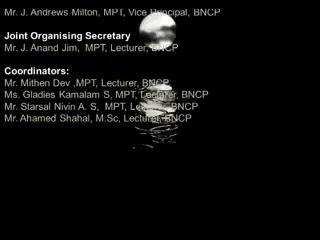 Mr. J. Andrews Milton, MPT, Vice Principal, BNCP
Joint Organising Secretary
Mr. J. Anand Jim,  MPT, Lecturer, BNCP
Coordinators:
Mr. Mithen Dev ,MPT, Lecturer, BNCP
Ms. Gladies Kamalam S, MPT, Lecturer, BNCP
Mr. Starsal Nivin A. S,  MPT, Lecturer, BNCP
Mr. Ahamed Shahal, M.Sc, Lecturer, BNCP